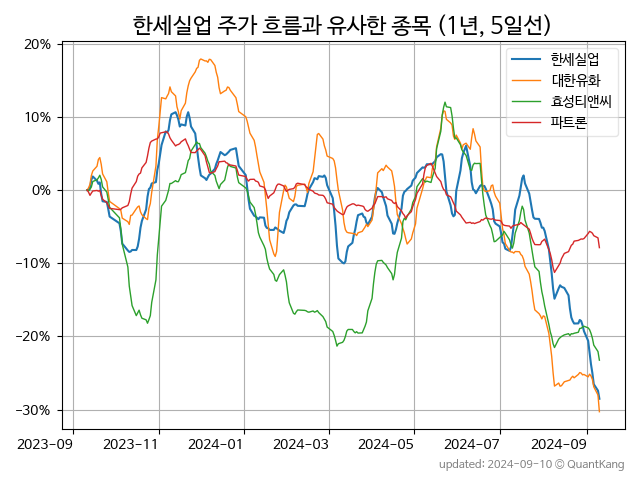 한세실업 주가 흐름과 유사한 종목 (1년, 5일선)
한세실업
대한유화
효성티앤씨
파트론
20%
10%
0%
−10%
−20%
−30%
2023-09
2023-11
2024-01
2024-03
2024-05
2024-07
2024-09
updated: 2024-09-10 ⓒ QuantKang